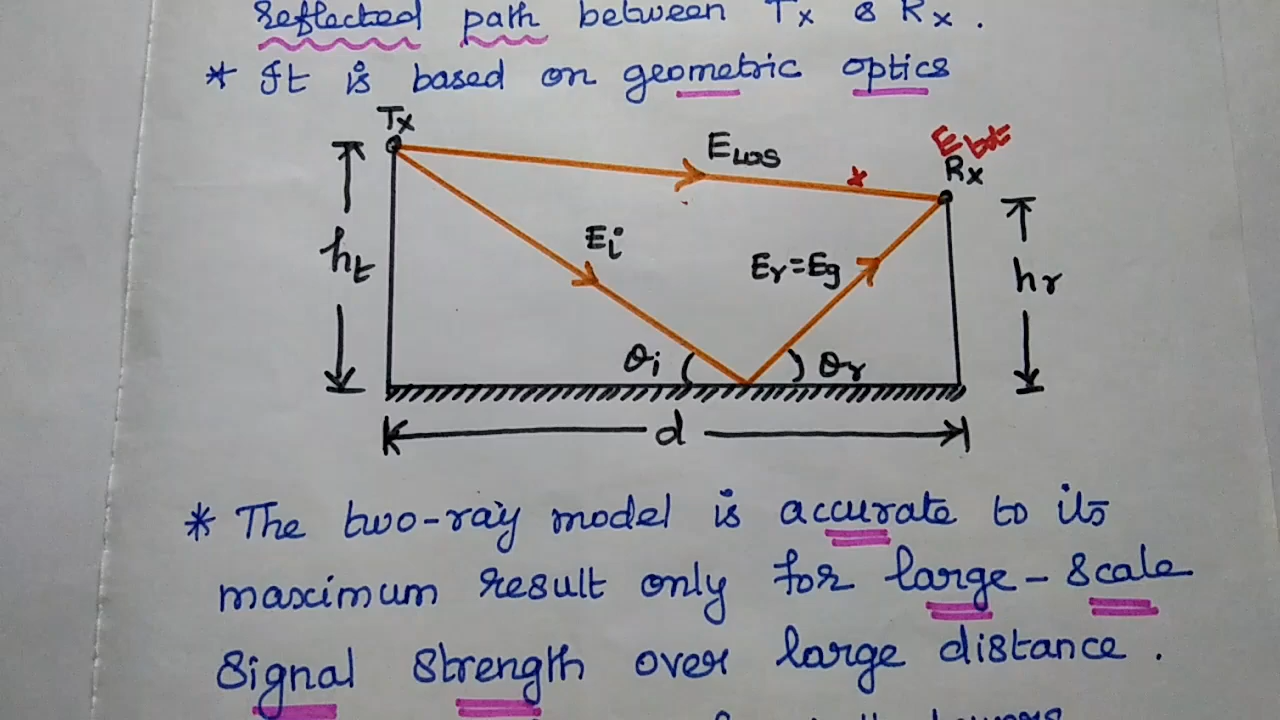 reflected path between Tx & Rx.
* It is based on geometric optics
Tx
ELOS
Etot
Rx
ht
Ei
Er=Eg
hr
θi
θr
d
* The two-ray model is accurate to its
maximum result only for large-scale
signal strength over large distance.